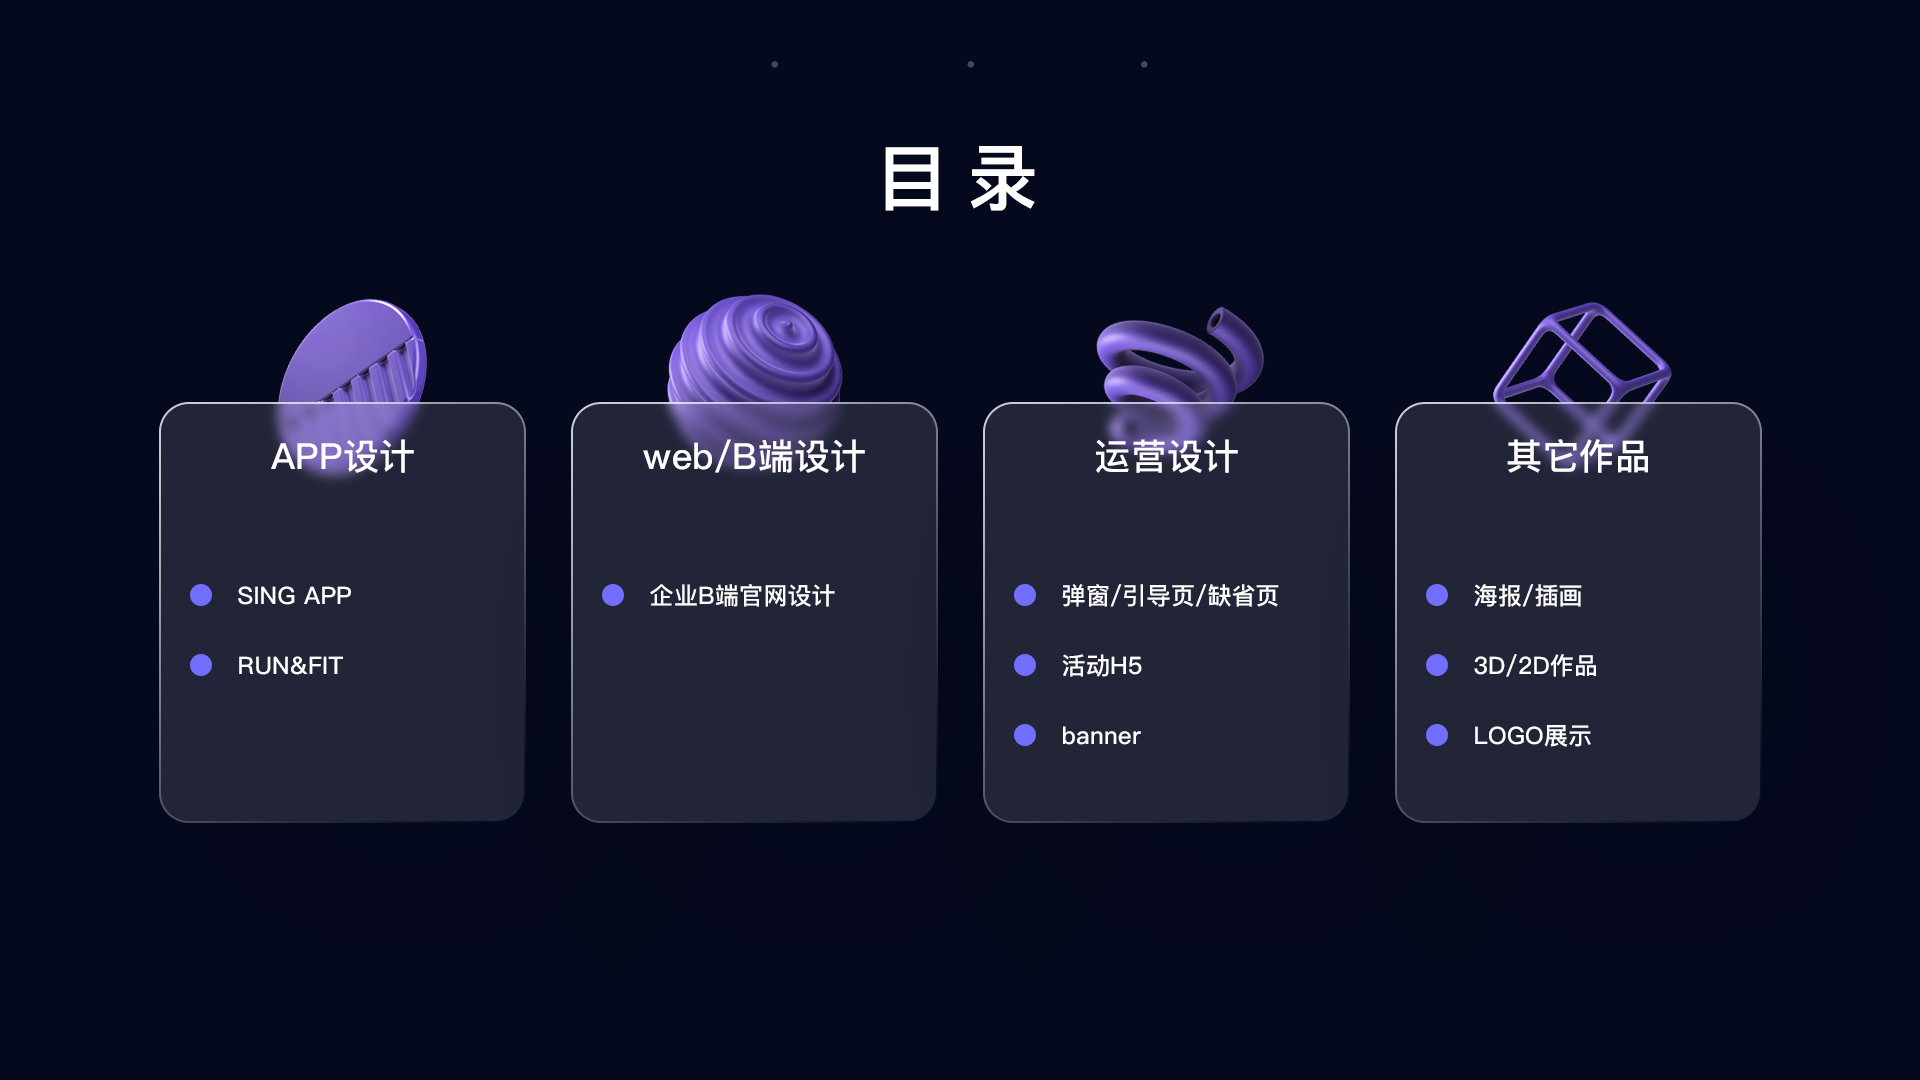 目录
APP设计
SING APP
RUN&FIT
web/B端设计
企业B端官网设计
运营设计
弹窗/引导页/缺省页
活动H5
banner
其它作品
海报/插画
3D/2D作品
LOGO展示